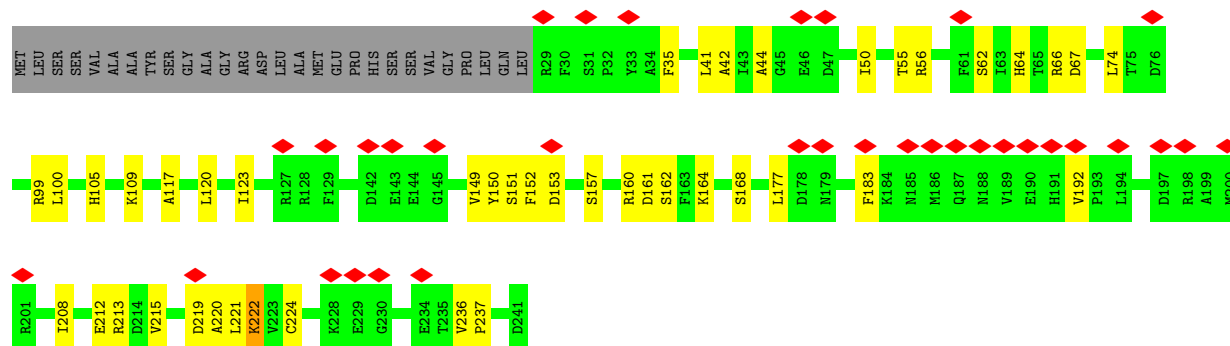 MET LEU SER SER VAL ALA ALA TYR SER GLY ALA GLY ARG ASP LEU ALA MET GLU PRO HIS SER SER VAL GLY PRO LEU GLN LEU R29 F30 S31 P32 Y33 A34 F35 L41 A42 I43 A44 G45 E46 D47 I50 T55 R56 F61 S62 I63 H64 T65 R66 D67 L74 T75 D76
R99 L100 H105 K109 A117 L120 I123 R127 R128 F129 D142 E143 E144 G145 V149 Y150 S151 F152 D153 S157 R160 D161 S162 F163 K164 S168 L177 D178 N179 F183 K184 N185 M186 Q187 N188 V189 E190 H191 V192 P193 L194 D197 R198 A199
R201 I208 E212 R213 D214 V215 D219 A220 L221 K222 V223 C224 K228 E229 G230 E234 T235 V236 P237 D241